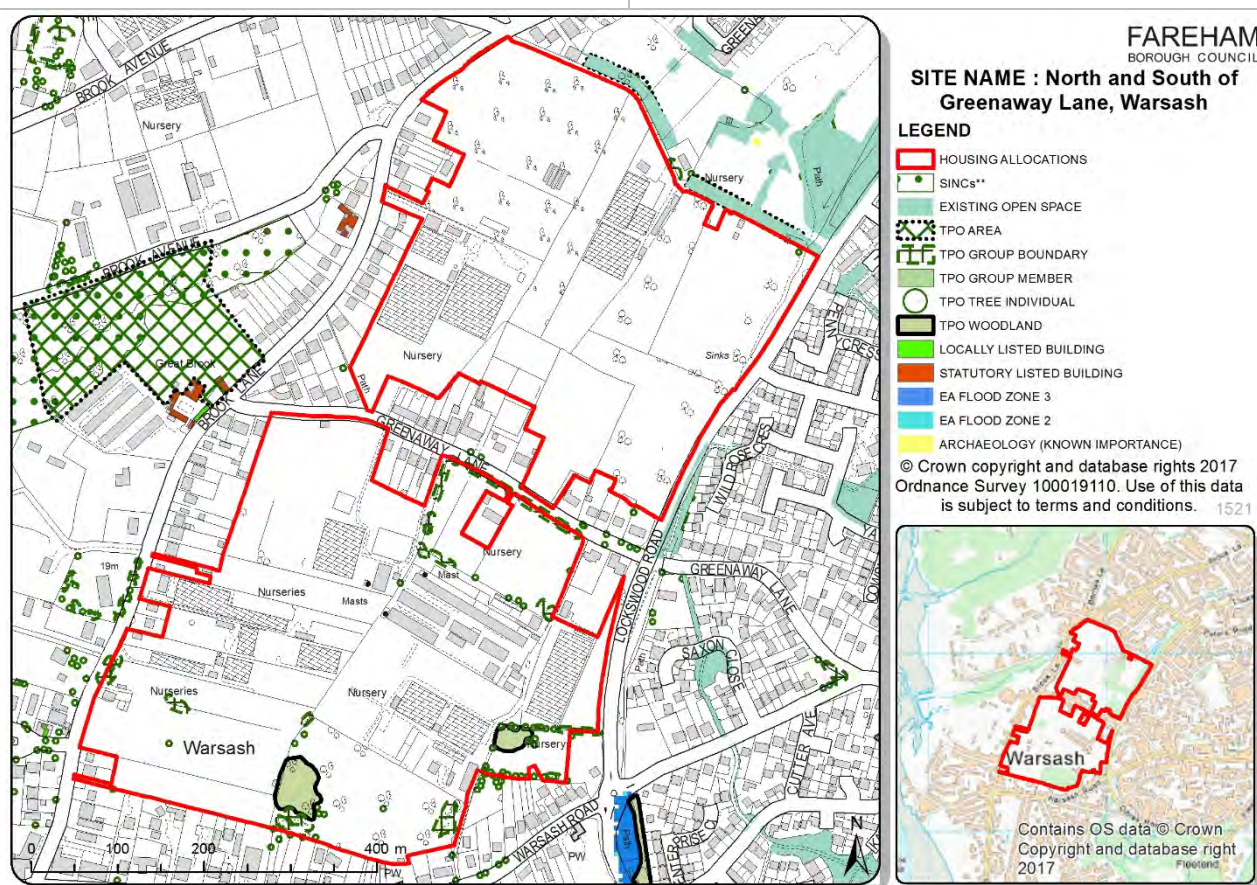 FAREHAM
BOROUGH COUNCIL
SITE NAME : North and South of
Greenaway Lane, Warsash
LEGEND
HOUSING ALLOCATIONS
SINCs**
EXISTING OPEN SPACE
TPO AREA
TPO GROUP BOUNDARY
TPO GROUP MEMBER
TPO TREE INDIVIDUAL
TPO WOODLAND
LOCALLY LISTED BUILDING
STATUTORY LISTED BUILDING
EA FLOOD ZONE 3
EA FLOOD ZONE 2
ARCHAEOLOGY (KNOWN IMPORTANCE)
© Crown copyright and database rights 2017
Ordnance Survey 100019110. Use of this data
is subject to terms and conditions. 1521
BROOK AVENUE
Nursery
Nursery
Path
BROOK AVENUE
PENNYCRESS
Great Brook
Nursery
Sinks
Path
BROOK LANE
GREENAWAY LANE
WILD ROSE CRES
Nursery
19m
Mast
Nurseries
Masts
LOCKSWOOD ROAD
GREENAWAY LANE
SAXON CLOSE
Path
Nurseries
Nursery
Warsash
Nursery
CUTTER AVE
WARSASH ROAD
PW
Path
PW
N
0 100 200 400 m
Warsash
Contains OS data © Crown
Copyright and database right
2017